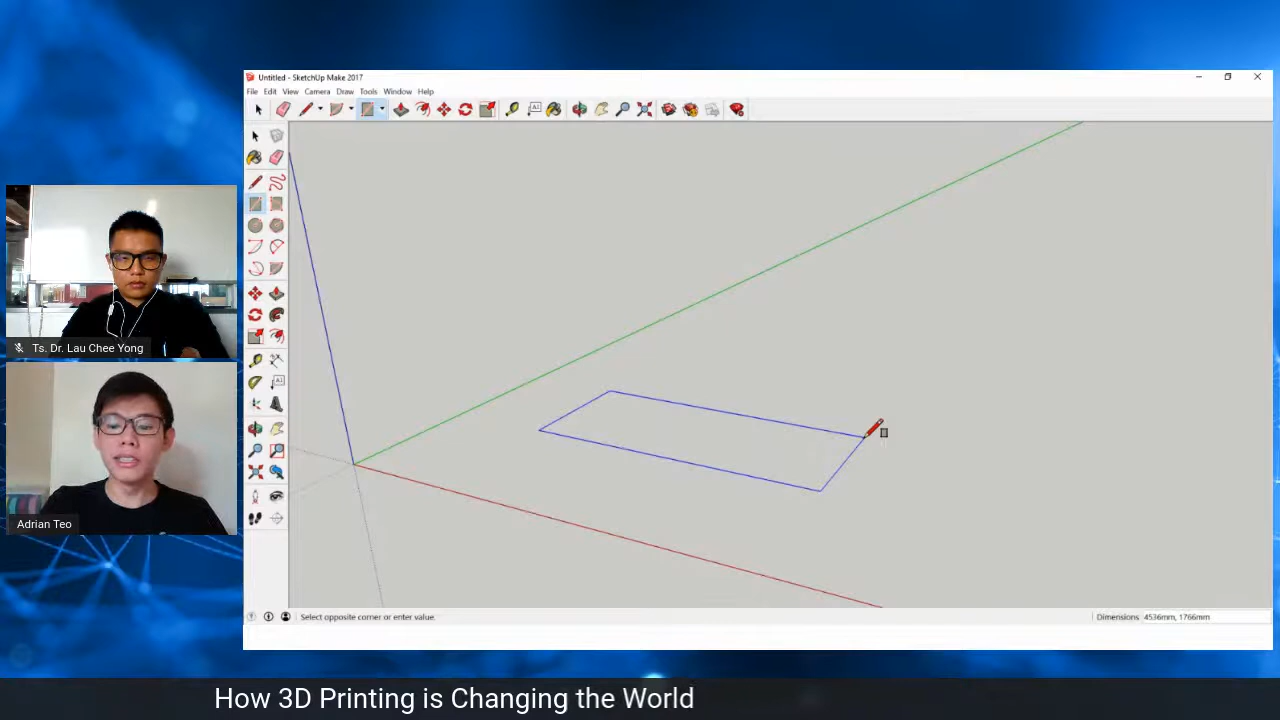 Untitled - SketchUp Make 2017
File Edit View Camera Draw Tools Window Help
Ts. Dr. Lau Chee Yong
Adrian Teo
Select opposite corner or enter value.
Dimensions 4536mm, 1766mm
How 3D Printing is Changing the World